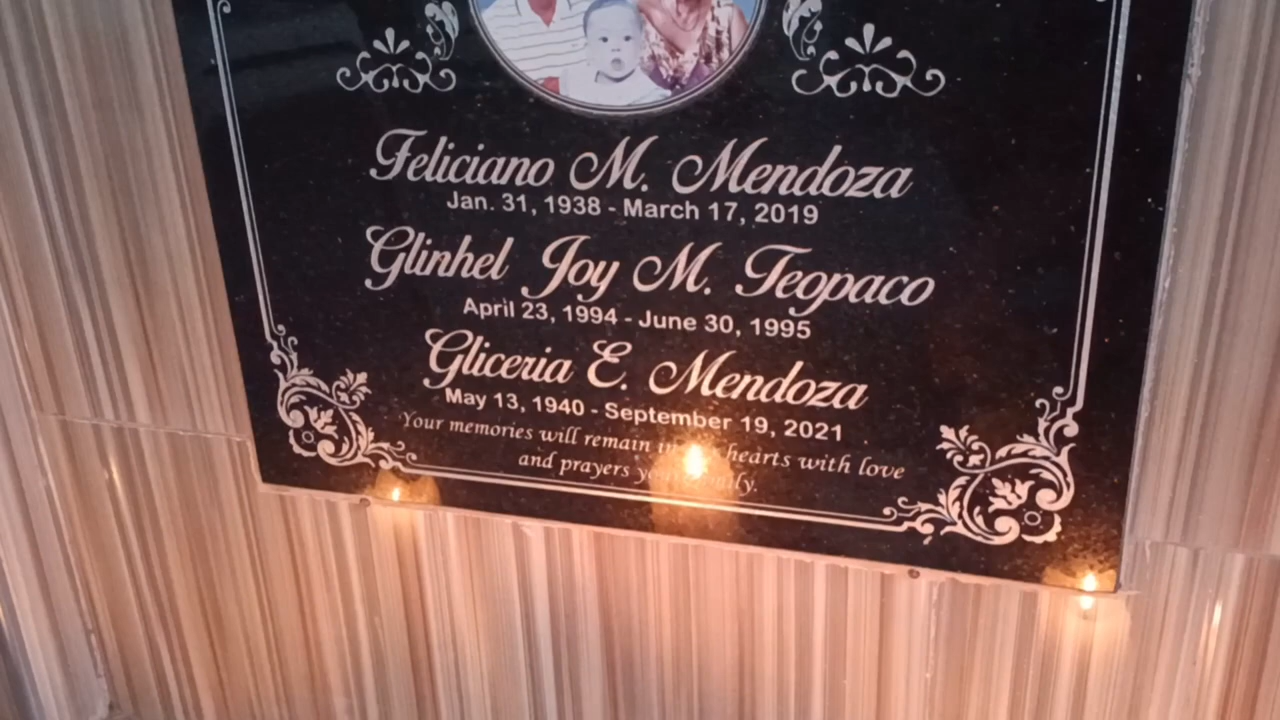 Feliciano M. Mendoza
Jan. 31, 1938 - March 17, 2019
Glinhel Joy M. Teopaco
April 23, 1994 - June 30, 1995
Gliceria E. Mendoza
May 13, 1940 - September 19, 2021
Your memories will remain in hearts with love
and prayers